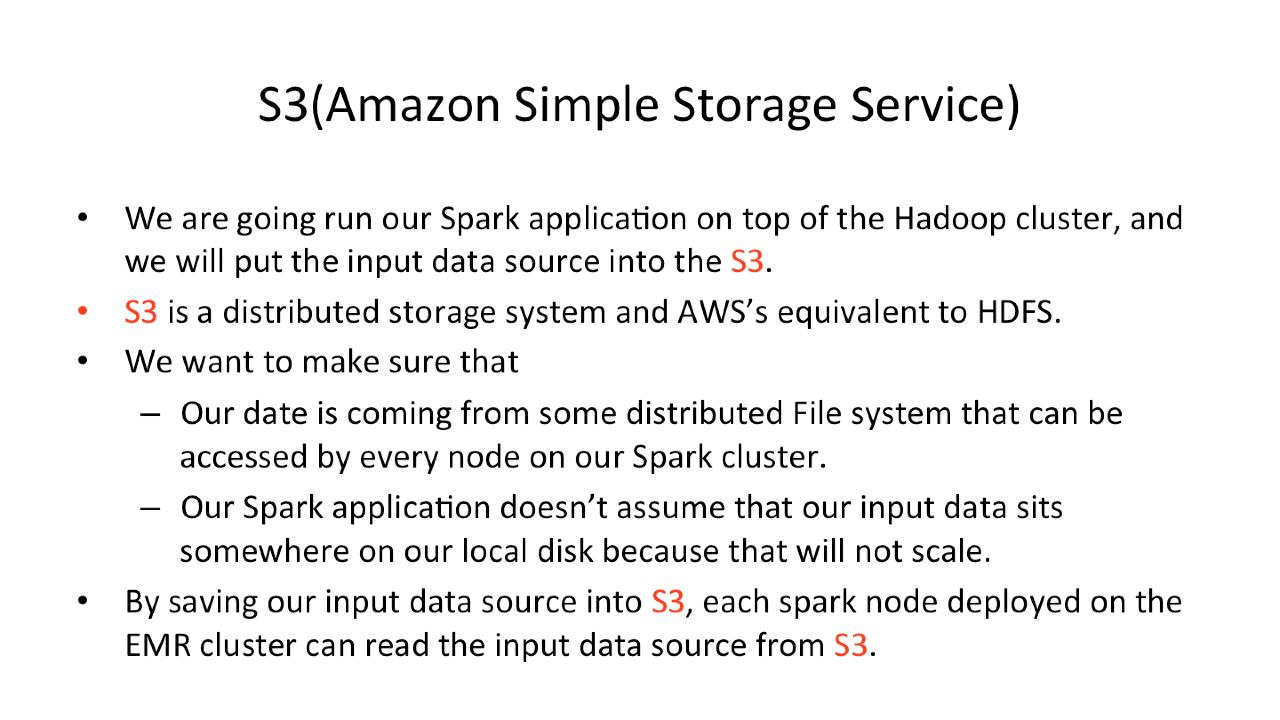 S3(Amazon Simple Storage Service)
• We are going run our Spark application on top of the Hadoop cluster, and
we will put the input data source into the S3.
• S3 is a distributed storage system and AWS’s equivalent to HDFS.
• We want to make sure that
– Our date is coming from some distributed File system that can be
accessed by every node on our Spark cluster.
– Our Spark application doesn’t assume that our input data sits
somewhere on our local disk because that will not scale.
• By saving our input data source into S3, each spark node deployed on the
EMR cluster can read the input data source from S3.